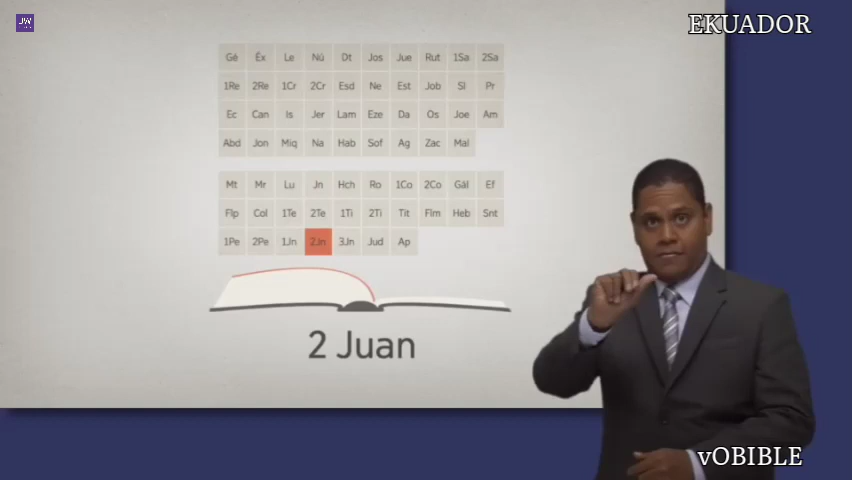 JW
EKUADOR
Gé Éx Le Nú Dt Jos Jue Rut 1Sa 2Sa
1Re 2Re 1Cr 2Cr Esd Ne Est Job Sl Pr
Ec Can Is Jer Lam Eze Da Os Joe Am
Abd Jon Miq Na Hab Sof Ag Zac Mal
Mt Mr Lu Jn Hch Ro 1Co 2Co Gál Ef
Flp Col 1Te 2Te 1Ti 2Ti Tit Flm Heb Snt
1Pe 2Pe 1Jn 2Jn 3Jn Jud Ap
2 Juan
vOBIBLE